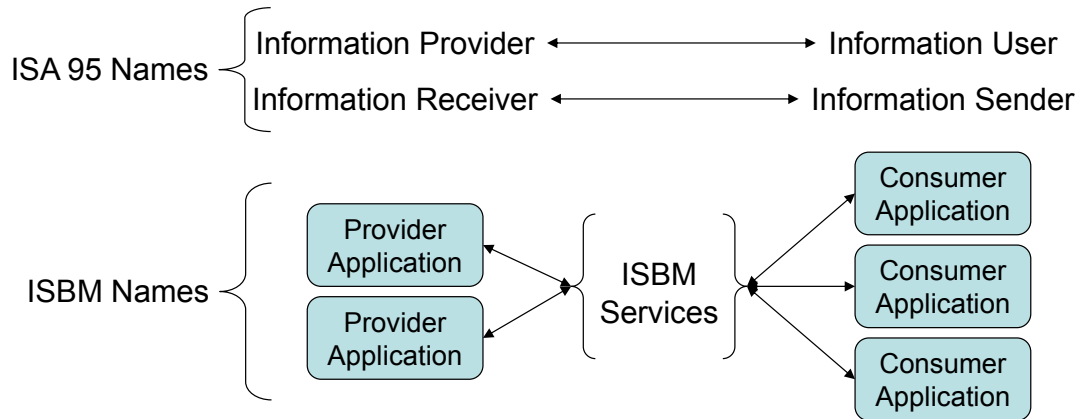 ISA 95 Names
Information Provider
Information User
Information Receiver
Information Sender
ISBM Names
Provider
Application
Provider
Application
ISBM
Services
Consumer
Application
Consumer
Application
Consumer
Application